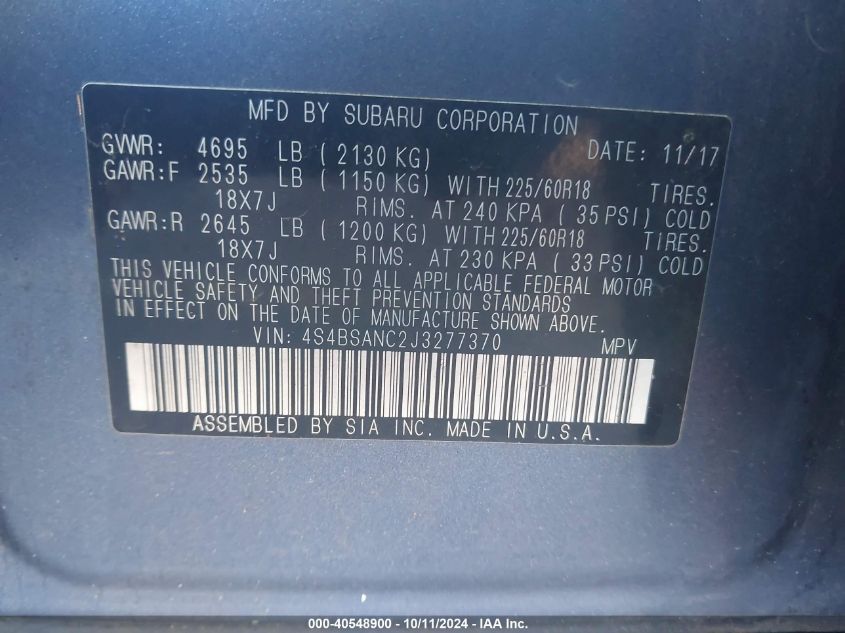 MFD BY SUBARU CORPORATION
GVWR: 4695 LB ( 2130 KG) DATE: 11/17
GAWR:F 2535 LB ( 1150 KG) WITH 225/60R18 TIRES.
18X7J RIMS. AT 240 KPA ( 35 PSI) COLD
GAWR:R 2645 LB ( 1200 KG) WITH 225/60R18 TIRES.
18X7J RIMS. AT 230 KPA ( 33 PSI) COLD
THIS VEHICLE CONFORMS TO ALL APPLICABLE FEDERAL MOTOR
VEHICLE SAFETY AND THEFT PREVENTION STANDARDS
IN EFFECT ON THE DATE OF MANUFACTURE SHOWN ABOVE.
VIN: 4S4BSANC2J3277370 MPV
ASSEMBLED BY SIA INC. MADE IN U.S.A.
000-40548900 - 10/11/2024 - IAA Inc.